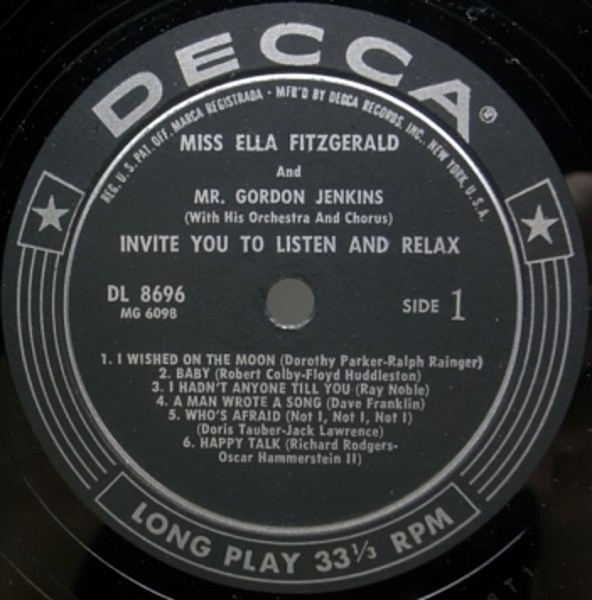 DECCA®
REG. U.S. PAT. OFF. MARCA REGISTRADA • MFR'D BY DECCA RECORDS, INC., NEW YORK, U.S.A.
MISS ELLA FITZGERALD
And
MR. GORDON JENKINS
(With His Orchestra And Chorus)
INVITE YOU TO LISTEN AND RELAX
DL 8696
MG 6098
SIDE 1
1. I WISHED ON THE MOON (Dorothy Parker-Ralph Rainger)
2. BABY (Robert Colby-Floyd Huddleston)
3. I HADN'T ANYONE TILL YOU (Ray Noble)
4. A MAN WROTE A SONG (Dave Franklin)
5. WHO'S AFRAID (Not I, Not I, Not I)
(Doris Tauber-Jack Lawrence)
6. HAPPY TALK (Richard Rodgers-
Oscar Hammerstein II)
LONG PLAY 33⅓ RPM